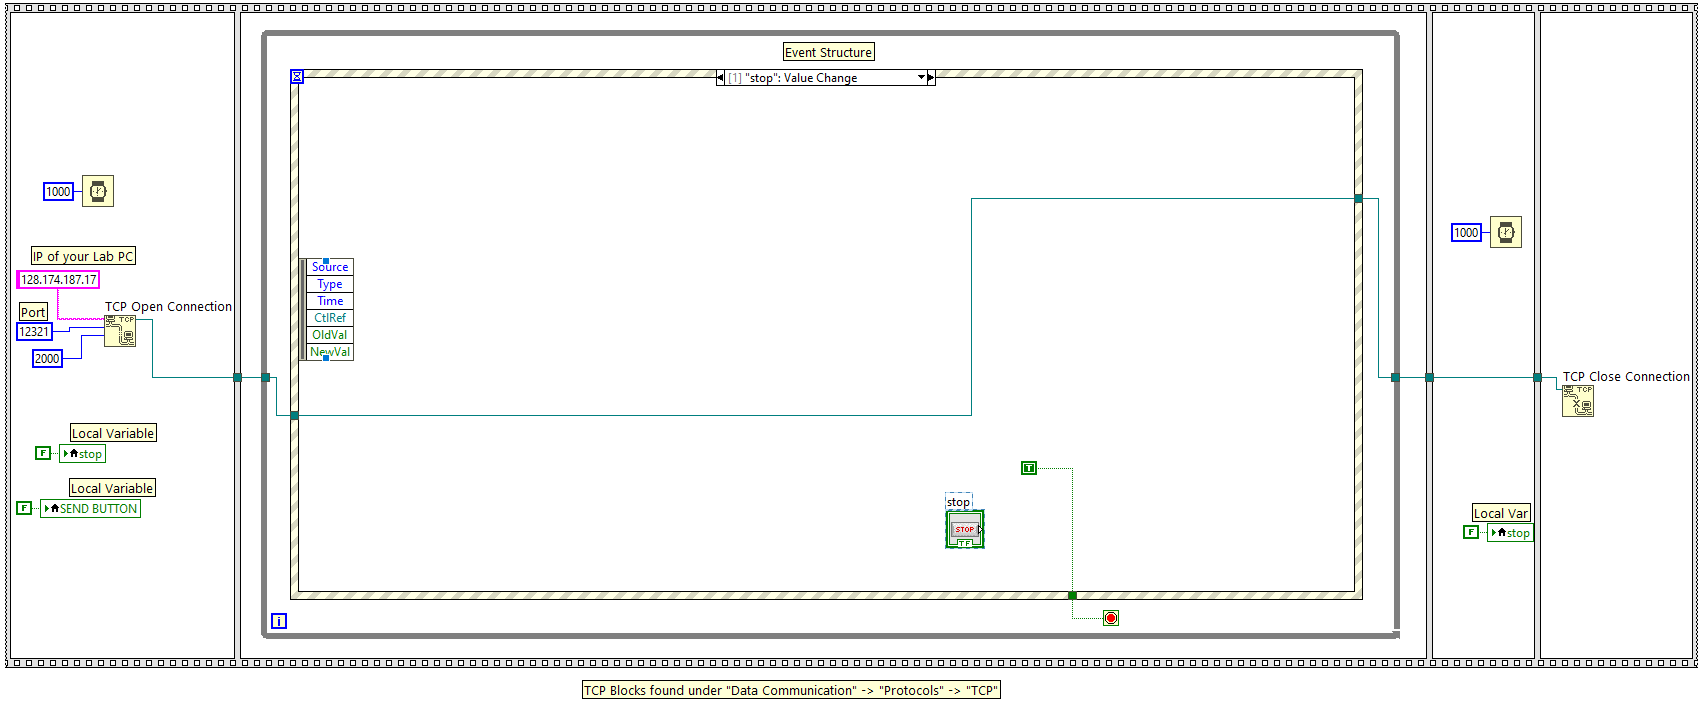 Event Structure
[1] "stop": Value Change
1000
IP of your Lab PC
128.174.187.17
Port
TCP Open Connection
TCP
12321
2000
Local Variable
F
stop
Local Variable
F
SEND BUTTON
Source
Type
Time
CtlRef
OldVal
NewVal
T
stop
STOP
TF
i
1000
Local Var
F
stop
TCP Close Connection
TCP
TCP Blocks found under "Data Communication" -> "Protocols" -> "TCP"